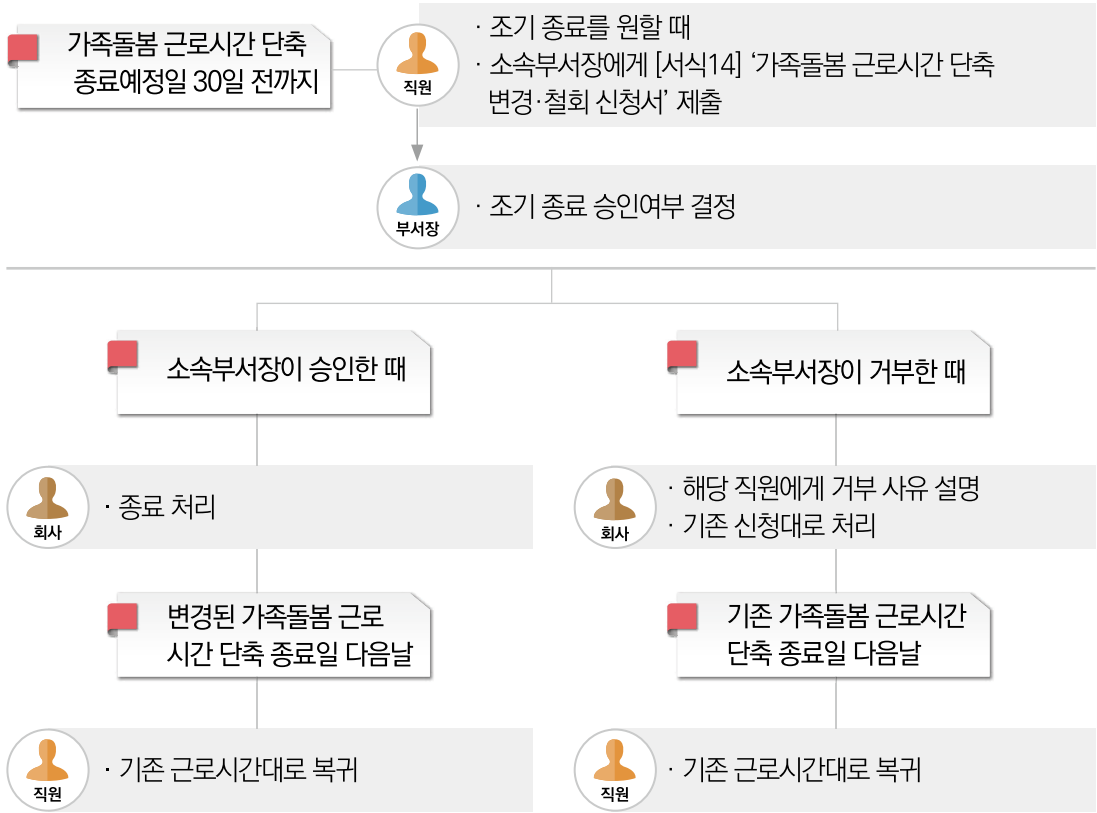 가족돌봄 근로시간 단축
종료예정일 30일 전까지
직원
· 조기 종료를 원할 때
· 소속부서장에게 [서식14] ‘가족돌봄 근로시간 단축
변경·철회 신청서’ 제출
부서장
· 조기 종료 승인여부 결정
소속부서장이 승인한 때
회사
· 종료 처리
변경된 가족돌봄 근로
시간 단축 종료일 다음날
직원
· 기존 근로시간대로 복귀
소속부서장이 거부한 때
회사
· 해당 직원에게 거부 사유 설명
· 기존 신청대로 처리
기존 가족돌봄 근로시간
단축 종료일 다음날
직원
· 기존 근로시간대로 복귀